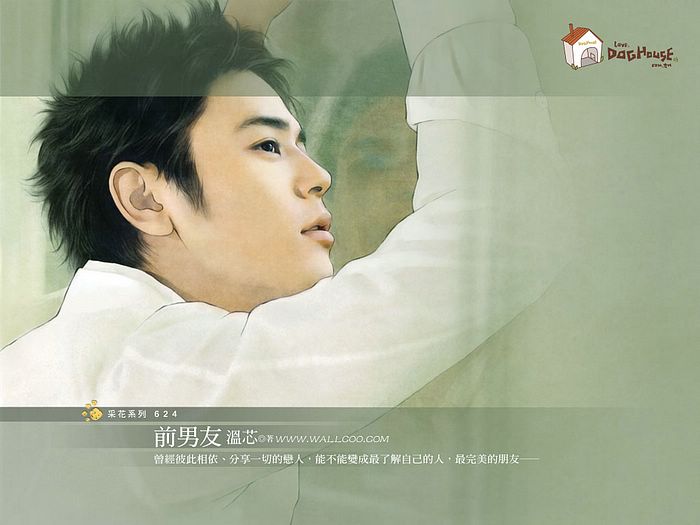 Love.
DOGHOUSE
com.tw
采花系列 624
前男友 溫芯◎著 WWW.WALLCOO.COM
曾經彼此相依、分享一切的戀人，能不能變成最了解自己的人，最完美的朋友——